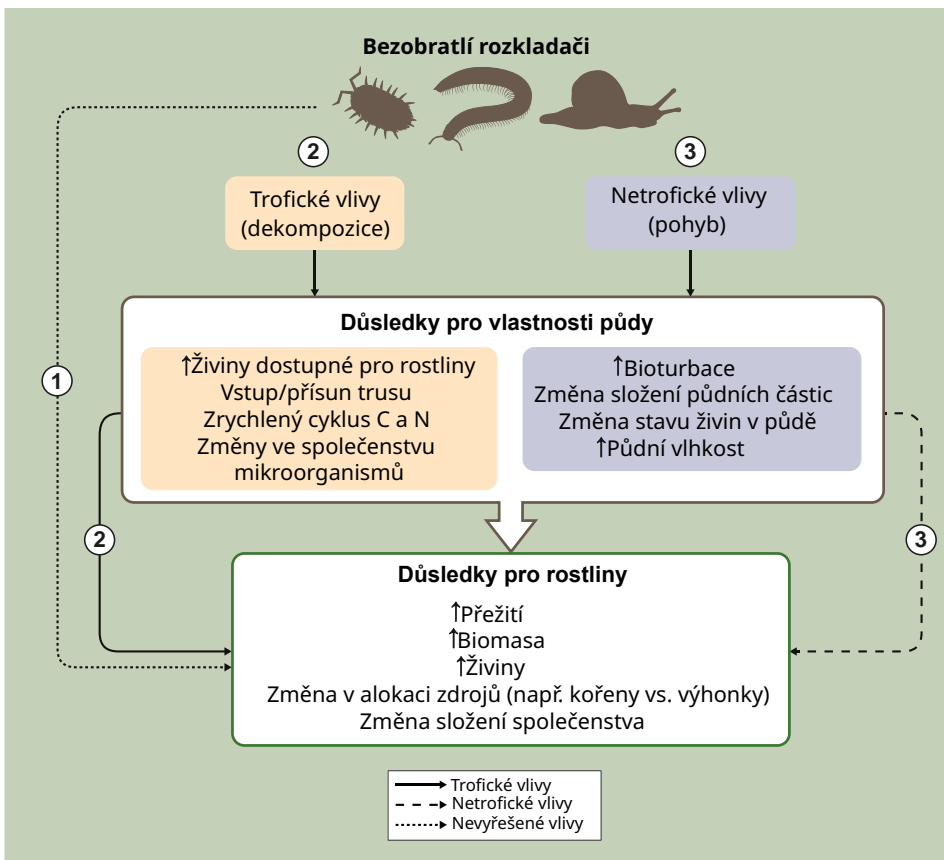 Bezobratlí rozkladači
2
3
Trofické vlivy
(dekompozice)
Netrofické vlivy
(pohyb)
Důsledky pro vlastnosti půdy
↑Živiny dostupné pro rostliny
Vstup/přísun trusu
Zrychlený cyklus C a N
Změny ve společenstvu
mikroorganismů
↑Bioturbace
Změna složení půdních částic
Změna stavu živin v půdě
↑Půdní vlhkost
1
2
3
Důsledky pro rostliny
↑Přežití
↑Biomasa
↑Živiny
Změna v alokaci zdrojů (např. kořeny vs. výhonky)
Změna složení společenstva
Trofické vlivy
Netrofické vlivy
Nevyřešené vlivy